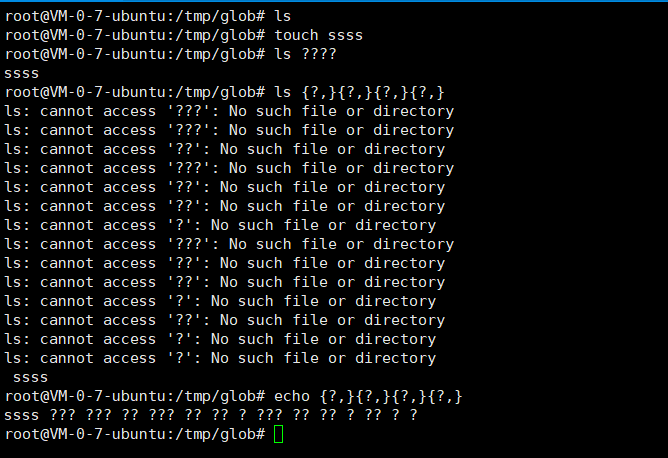 root@VM-0-7-ubuntu:/tmp/glob# ls
root@VM-0-7-ubuntu:/tmp/glob# touch ssss
root@VM-0-7-ubuntu:/tmp/glob# ls ????
ssss
root@VM-0-7-ubuntu:/tmp/glob# ls {?,}{?,}{?,}{?,}
ls: cannot access '???': No such file or directory
ls: cannot access '???': No such file or directory
ls: cannot access '??': No such file or directory
ls: cannot access '???': No such file or directory
ls: cannot access '??': No such file or directory
ls: cannot access '??': No such file or directory
ls: cannot access '?': No such file or directory
ls: cannot access '???': No such file or directory
ls: cannot access '??': No such file or directory
ls: cannot access '??': No such file or directory
ls: cannot access '?': No such file or directory
ls: cannot access '??': No such file or directory
ls: cannot access '?': No such file or directory
ls: cannot access '?': No such file or directory
 ssss
root@VM-0-7-ubuntu:/tmp/glob# echo {?,}{?,}{?,}{?,}
ssss ??? ??? ?? ??? ?? ?? ? ??? ?? ?? ? ?? ? ?
root@VM-0-7-ubuntu:/tmp/glob#